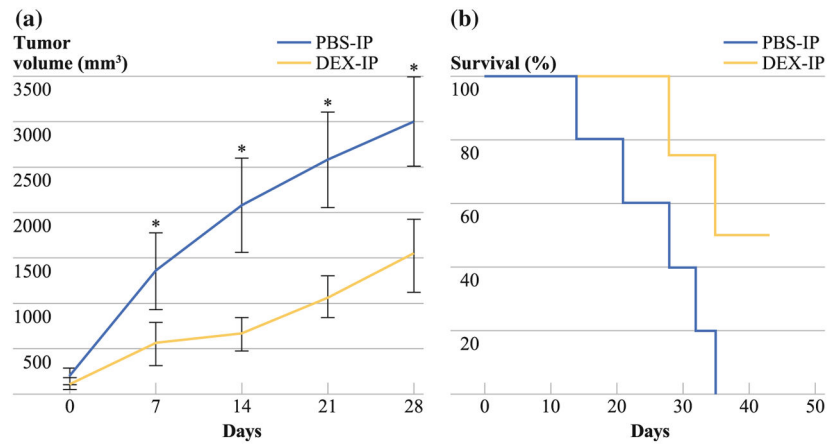 (a)
Tumor
volume (mm³)
PBS-IP
DEX-IP
3500
3000
2500
2000
1500
1000
500
*
*
*
*
0 7 14 21 28
Days
(b)
PBS-IP
DEX-IP
Survival (%)
100
80
60
40
20
0 10 20 30 40 50
Days